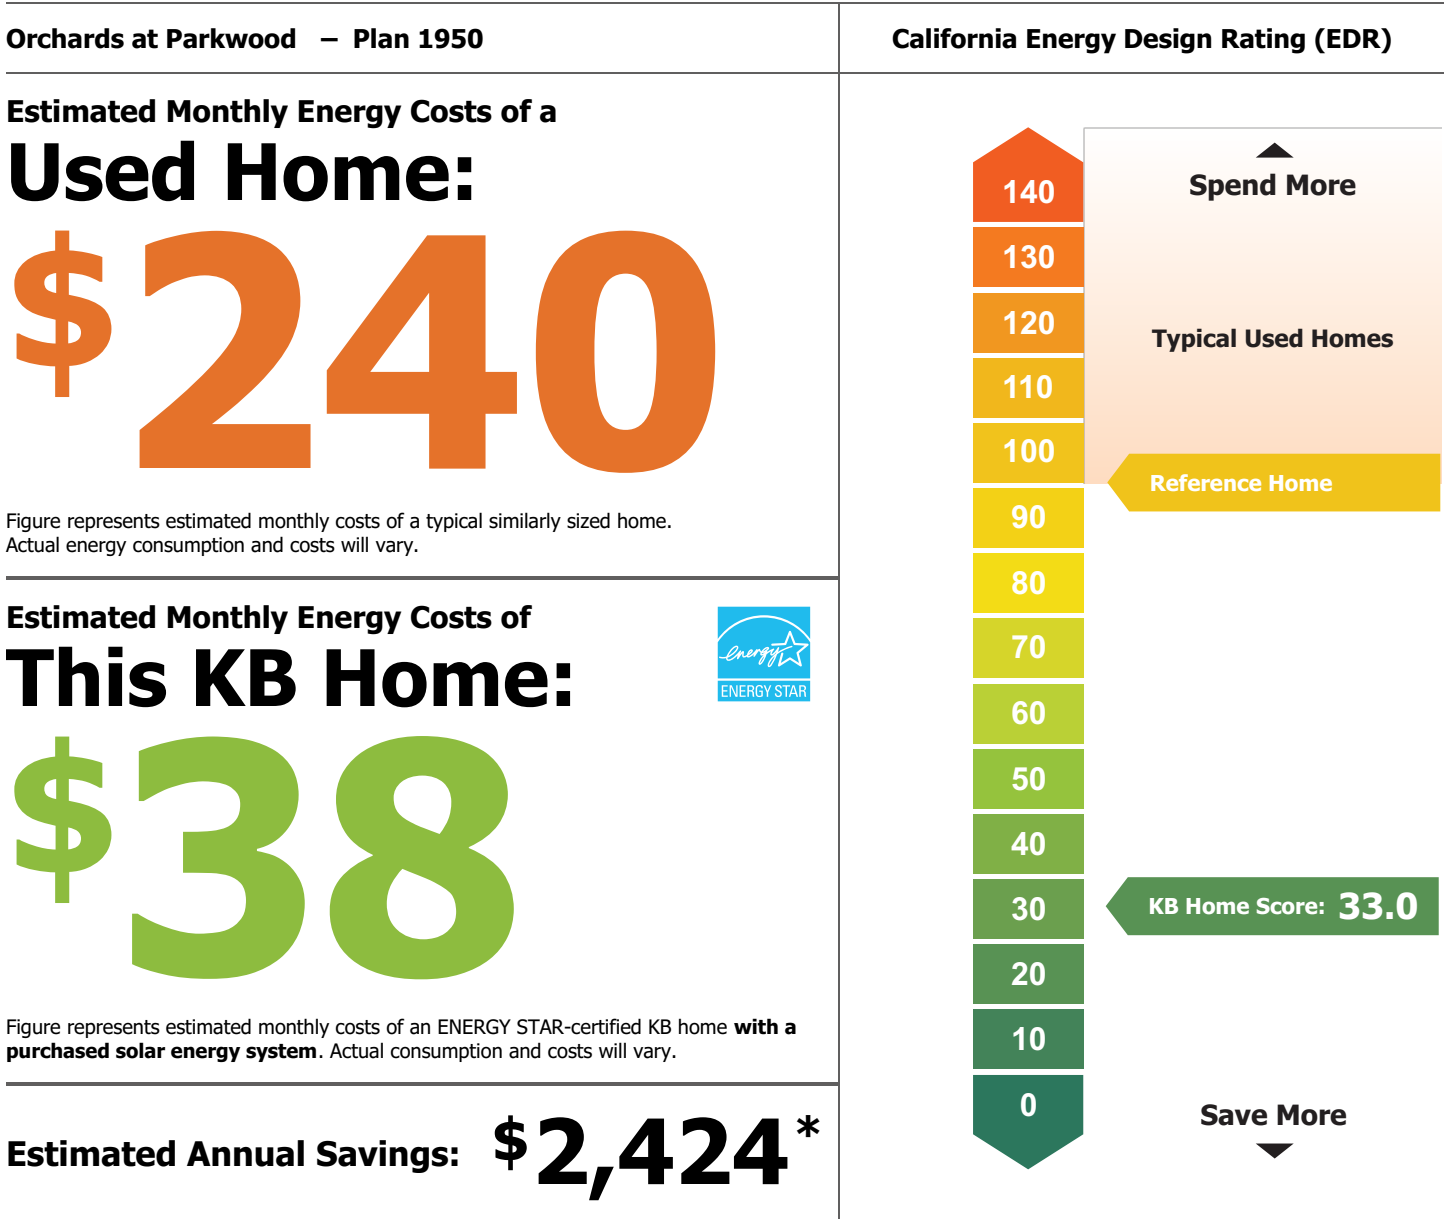 Orchards at Parkwood – Plan 1950
Estimated Monthly Energy Costs of a
Used Home:
$240
Figure represents estimated monthly costs of a typical similarly sized home.
Actual energy consumption and costs will vary.
Estimated Monthly Energy Costs of
This KB Home:
energy
ENERGY STAR
$38
Figure represents estimated monthly costs of an ENERGY STAR-certified KB home with a
purchased solar energy system. Actual consumption and costs will vary.
Estimated Annual Savings: $2,424*
California Energy Design Rating (EDR)
140
Spend More
130
120
Typical Used Homes
110
100
Reference Home
90
80
70
60
50
40
30
KB Home Score: 33.0
20
10
0
Save More